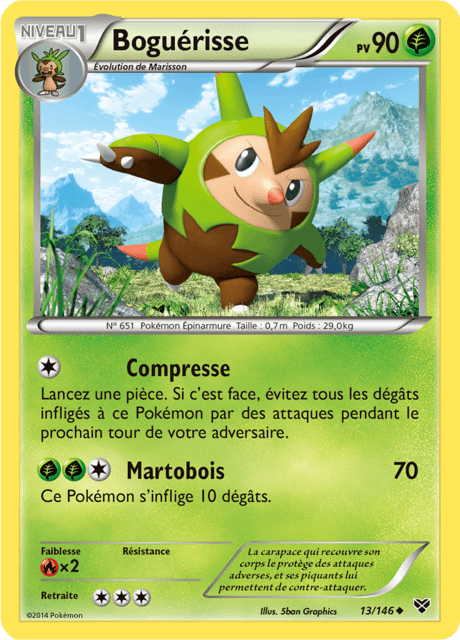 NIVEAU 1
Boguérisse
PV 90
Évolution de Marisson
N° 651 Pokémon Épinarmure Taille : 0,7m Poids : 29,0kg
Compresse
Lancez une pièce. Si c'est face, évitez tous les dégâts
infligés à ce Pokémon par des attaques pendant le
prochain tour de votre adversaire.
Martobois 70
Ce Pokémon s'inflige 10 dégâts.
Faiblesse Résistance
×2
Retraite
La carapace qui recouvre son
corps le protège des attaques
adverses, et ses piquants lui
permettent de contre-attaquer.
©2014 Pokémon
Illus. 5ban Graphics 13/146
XY